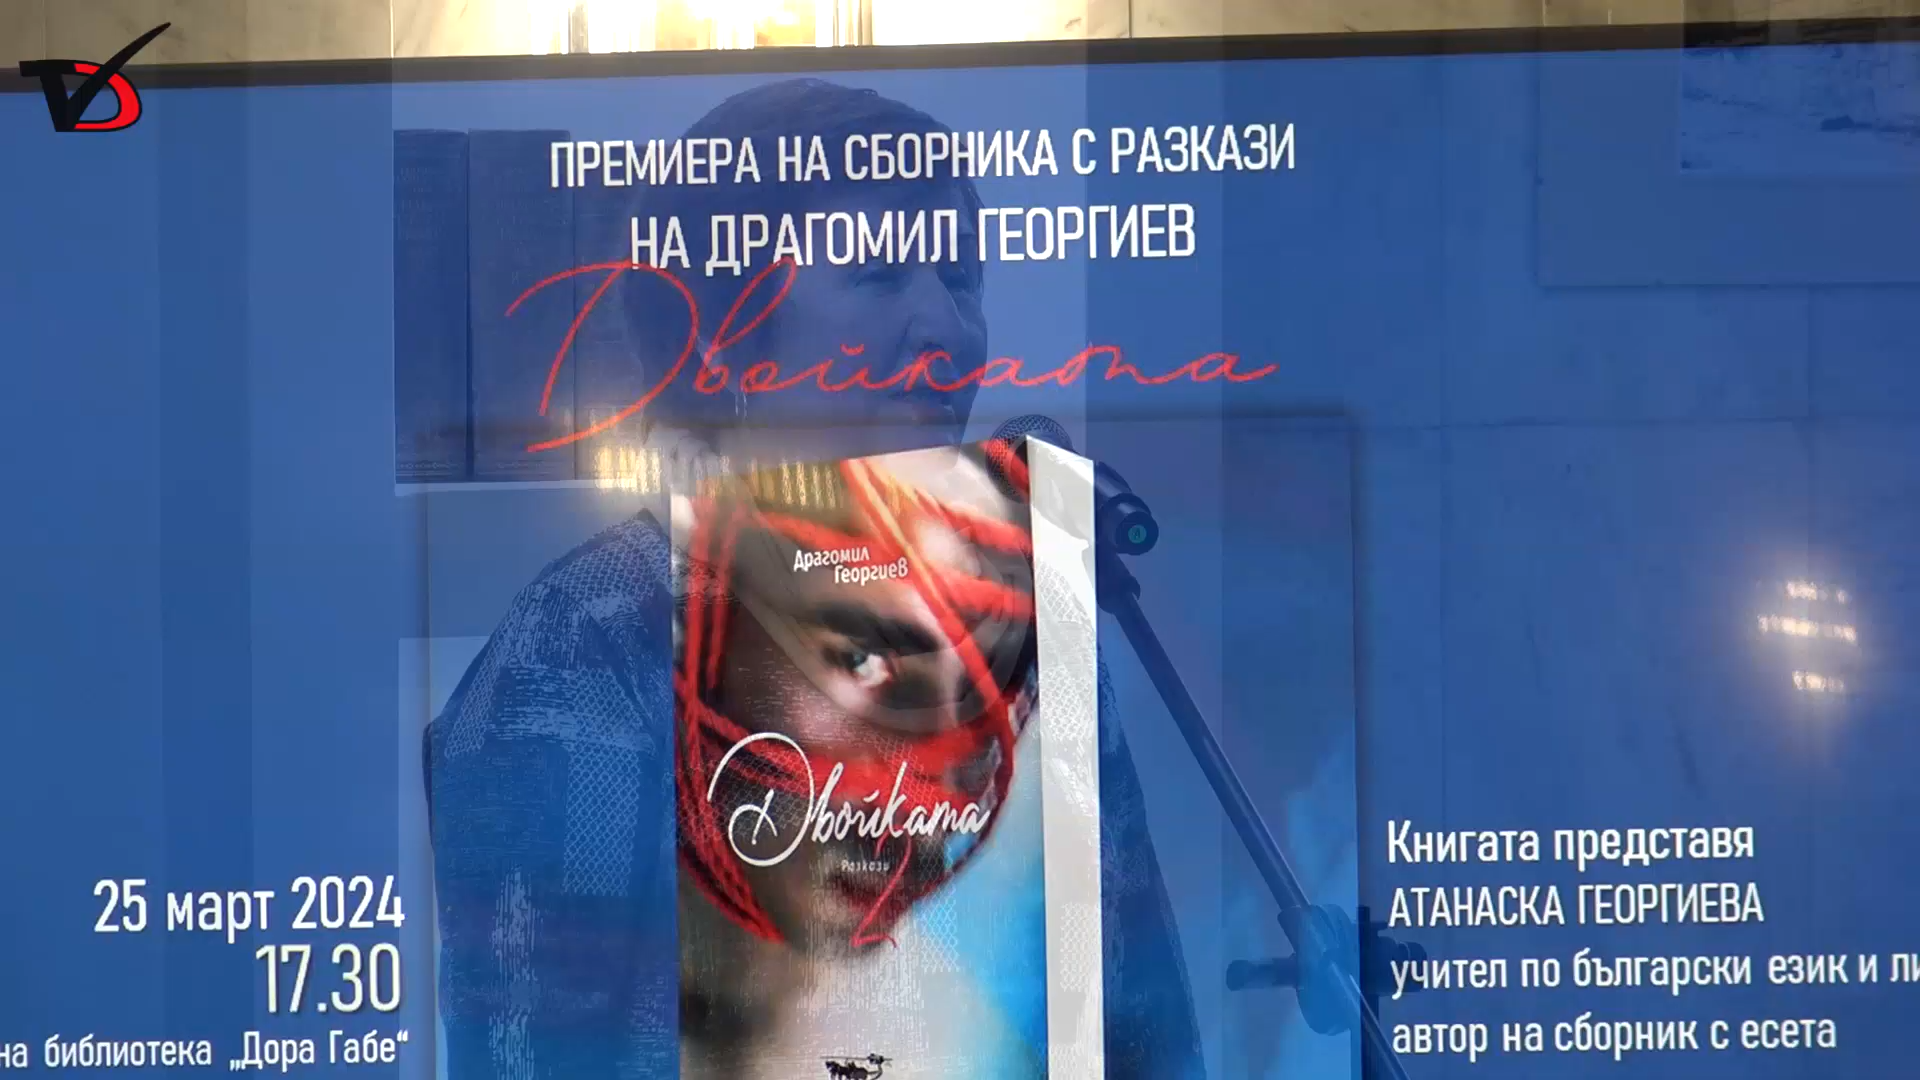 ПРЕМИЕРА НА СБОРНИКА С РАЗКАЗИ
НА ДРАГОМИЛ ГЕОРГИЕВ
Двойката
Драгомил
Георгиев
Двойката
2
Разкази
25 март 2024
17.30
на библиотека „Дора Габе“
Книгата представя
АТАНАСКА ГЕОРГИЕВА
учител по български език и ли
автор на сборник с есета